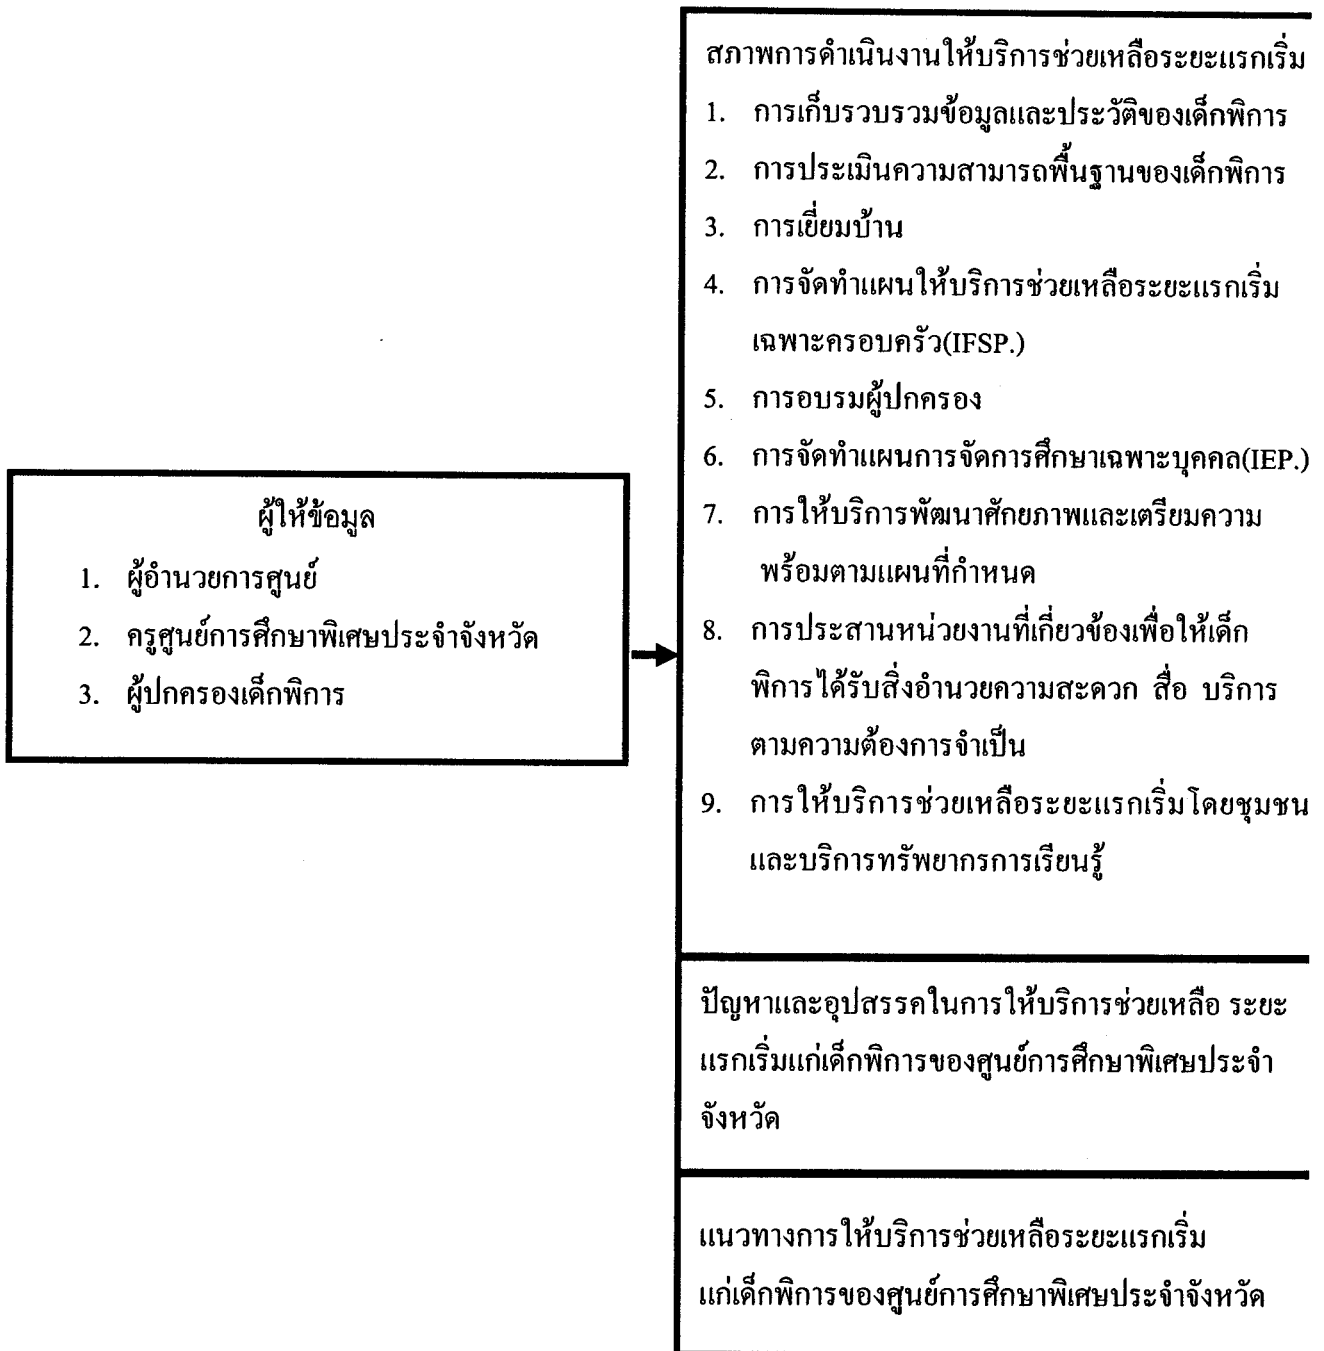 ผู้ให้ข้อมูล
1. ผู้อำนวยการศูนย์
2. ครูศูนย์การศึกษาพิเศษประจำจังหวัด
3. ผู้ปกครองเด็กพิการ
สภาพการดำเนินงานให้บริการช่วยเหลือระยะแรกเริ่ม
1. การเก็บรวบรวมข้อมูลและประวัติของเด็กพิการ
2. การประเมินความสามารถพื้นฐานของเด็กพิการ
3. การเยี่ยมบ้าน
4. การจัดทำแผนให้บริการช่วยเหลือระยะแรกเริ่ม
เฉพาะครอบครัว(IFSP.)
5. การอบรมผู้ปกครอง
6. การจัดทำแผนการจัดการศึกษาเฉพาะบุคคล(IEP.)
7. การให้บริการพัฒนาศักยภาพและเตรียมความ
พร้อมตามแผนที่กำหนด
8. การประสานหน่วยงานที่เกี่ยวข้องเพื่อให้เด็ก
พิการได้รับสิ่งอำนวยความสะดวก สื่อ บริการ
ตามความต้องการจำเป็น
9. การให้บริการช่วยเหลือระยะแรกเริ่มโดยชุมชน
และบริการทรัพยากรการเรียนรู้
ปัญหาและอุปสรรคในการให้บริการช่วยเหลือ ระยะ
แรกเริ่มแก่เด็กพิการของศูนย์การศึกษาพิเศษประจำ
จังหวัด
แนวทางการให้บริการช่วยเหลือระยะแรกเริ่ม
แก่เด็กพิการของศูนย์การศึกษาพิเศษประจำจังหวัด